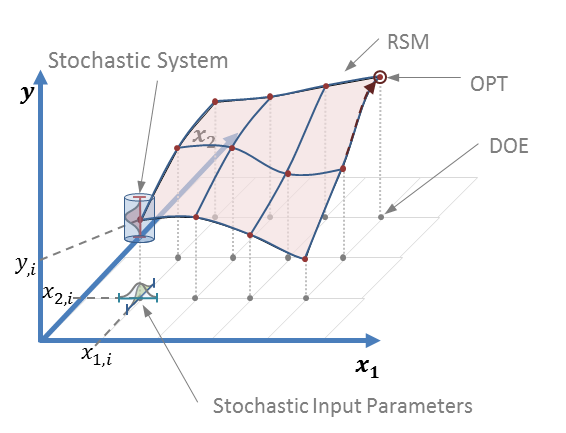 RSM
Stochastic System
OPT
y
x₂
DOE
y,i
x₂,i
x₁,i
x₁
Stochastic Input Parameters